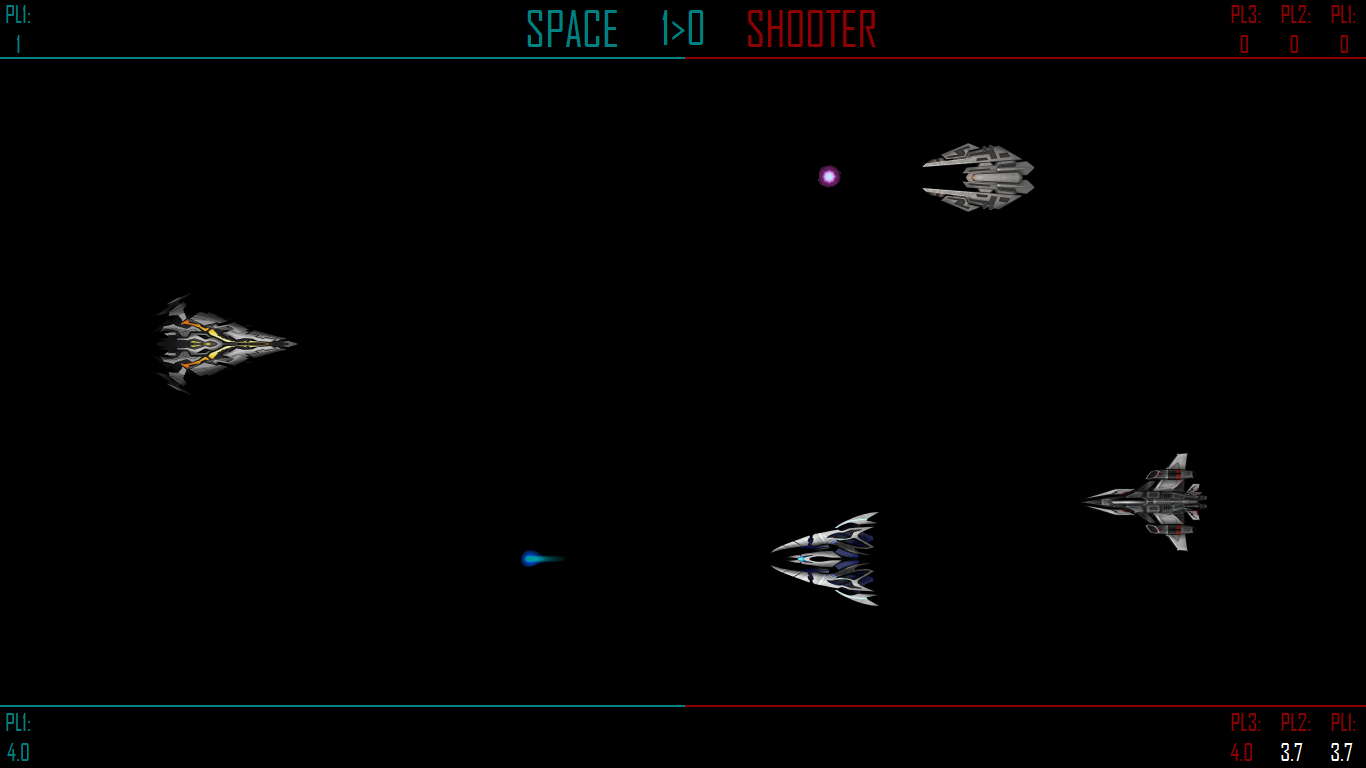 PL1:
1
SPACE 1>0 SHOOTER
PL3: PL2: PL1:
0 0 0
PL1:
4.0
PL3: PL2: PL1:
4.0 3.7 3.7